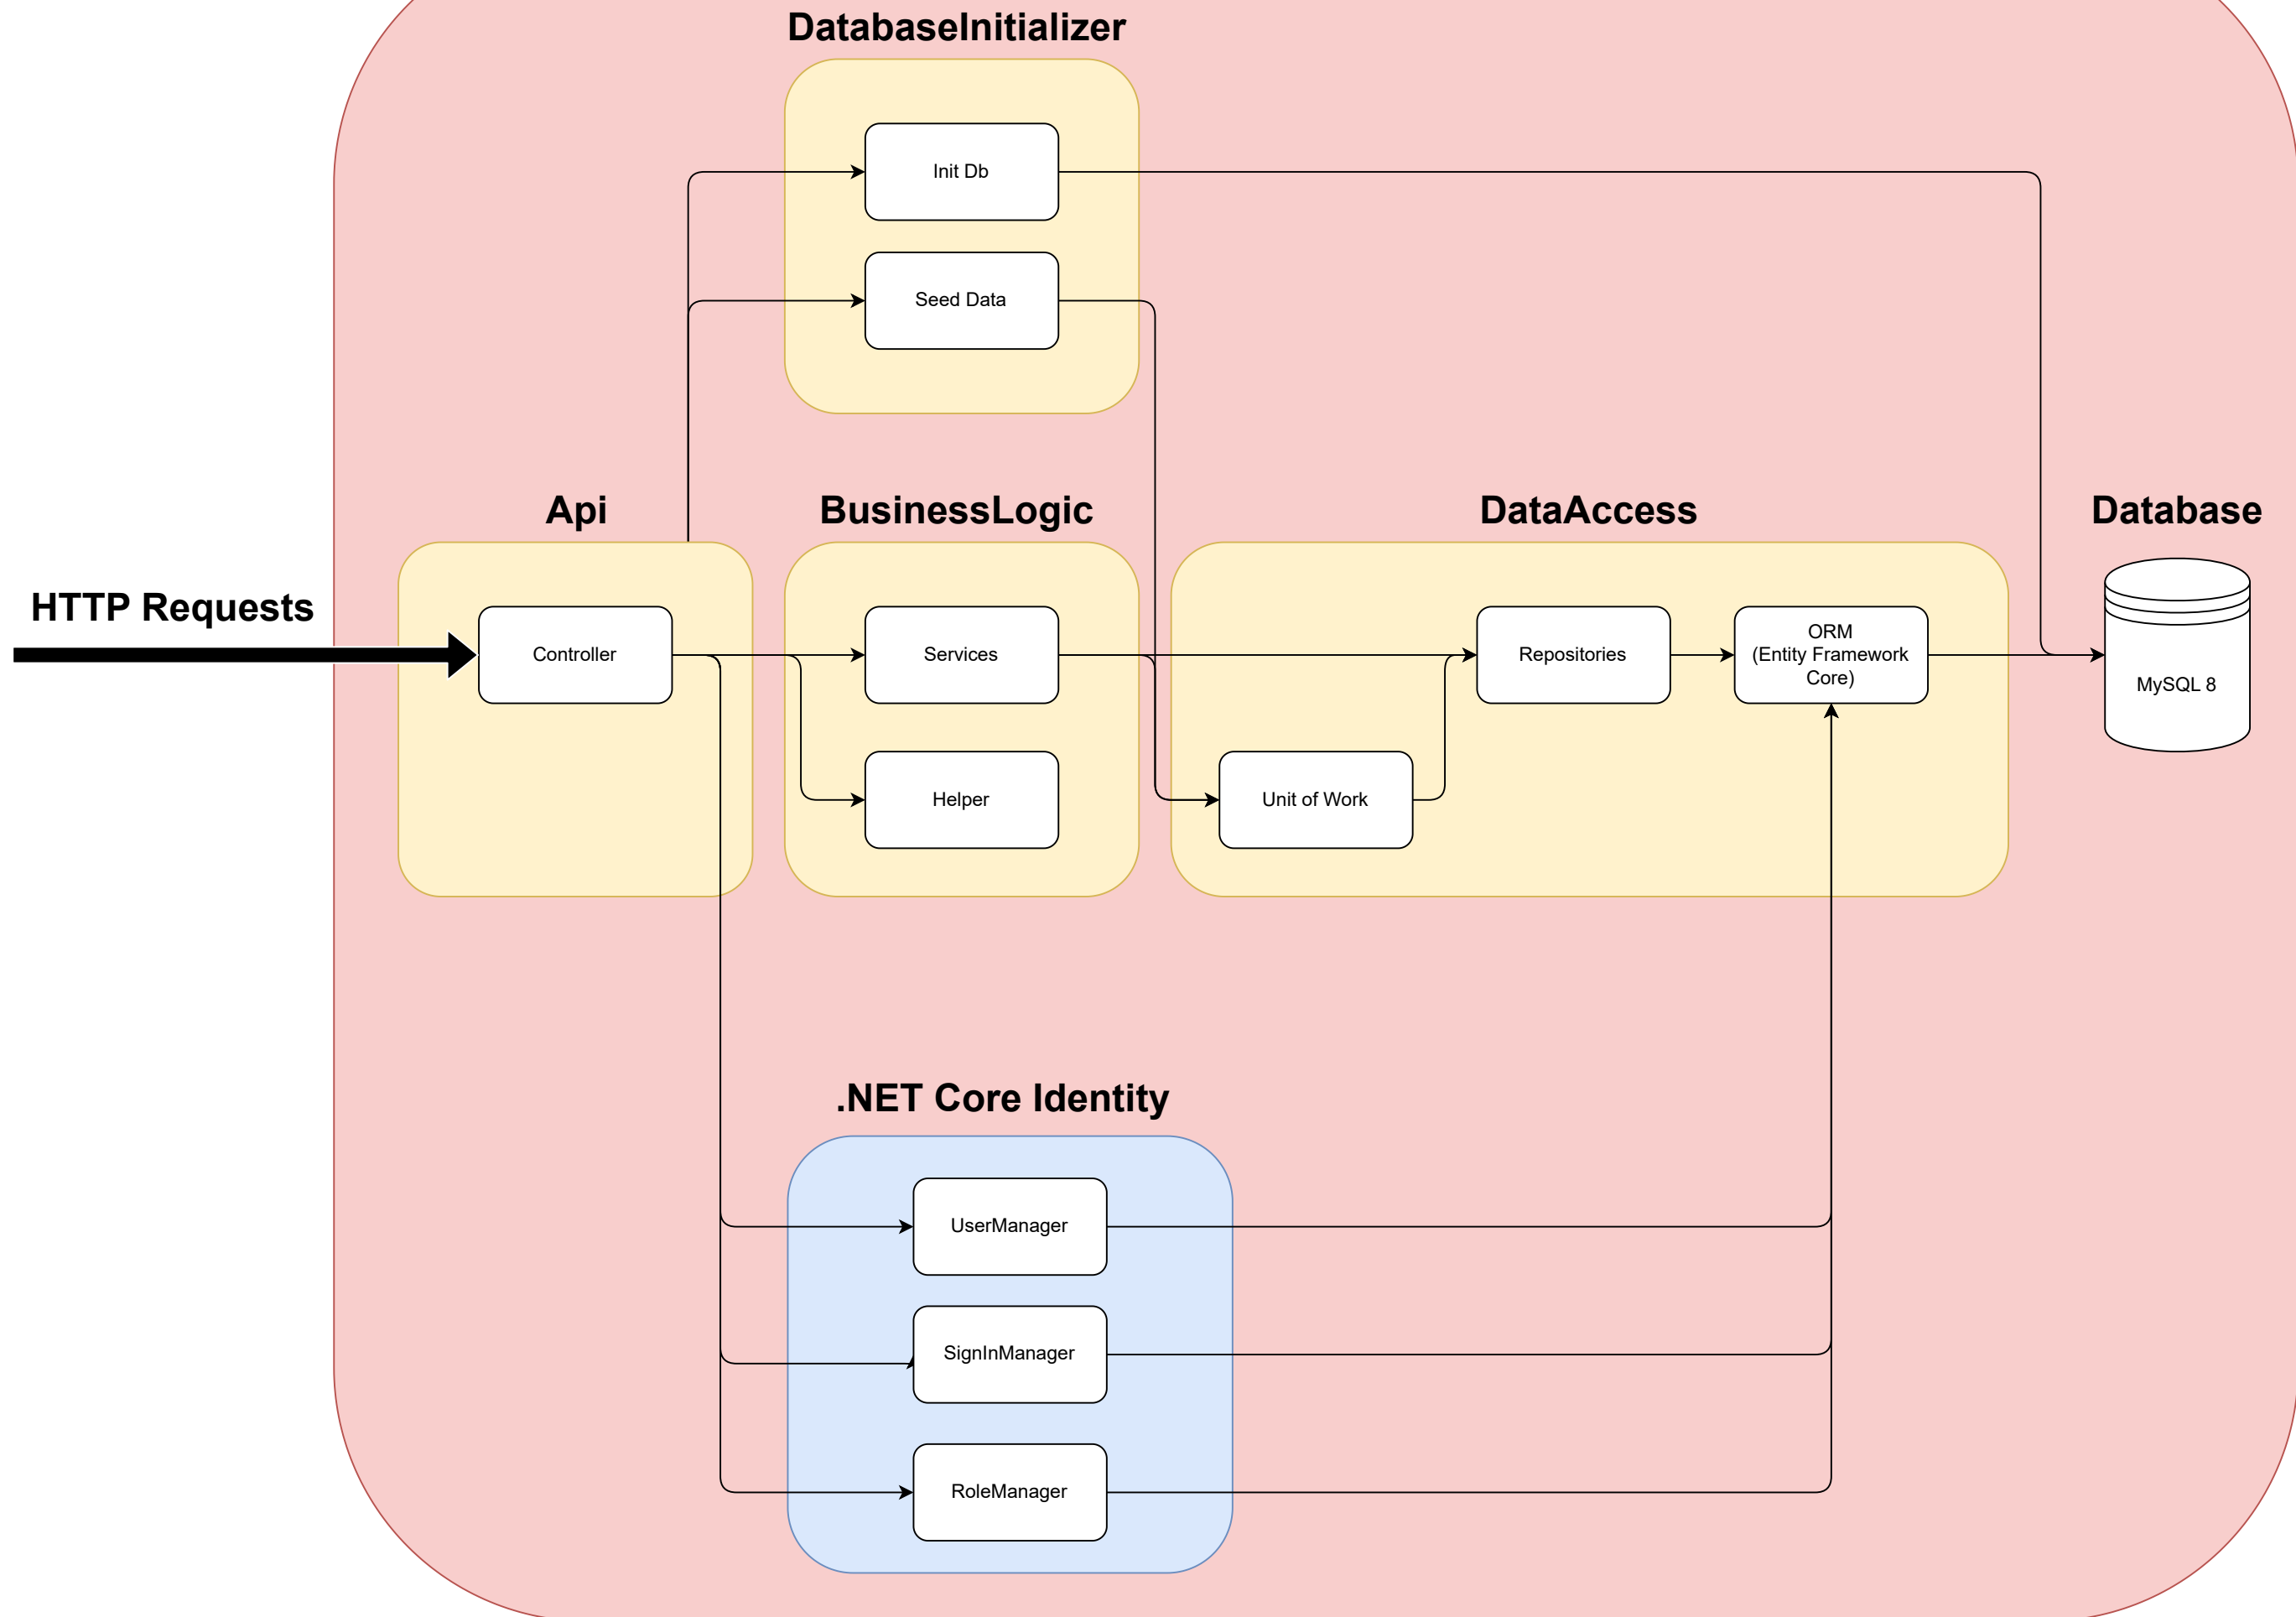 DatabaseInitializer
Init Db
Seed Data
Api
BusinessLogic
DataAccess
Database
HTTP Requests
Controller
Services
Repositories
ORM
(Entity Framework
Core)
MySQL 8
Helper
Unit of Work
.NET Core Identity
UserManager
SignInManager
RoleManager